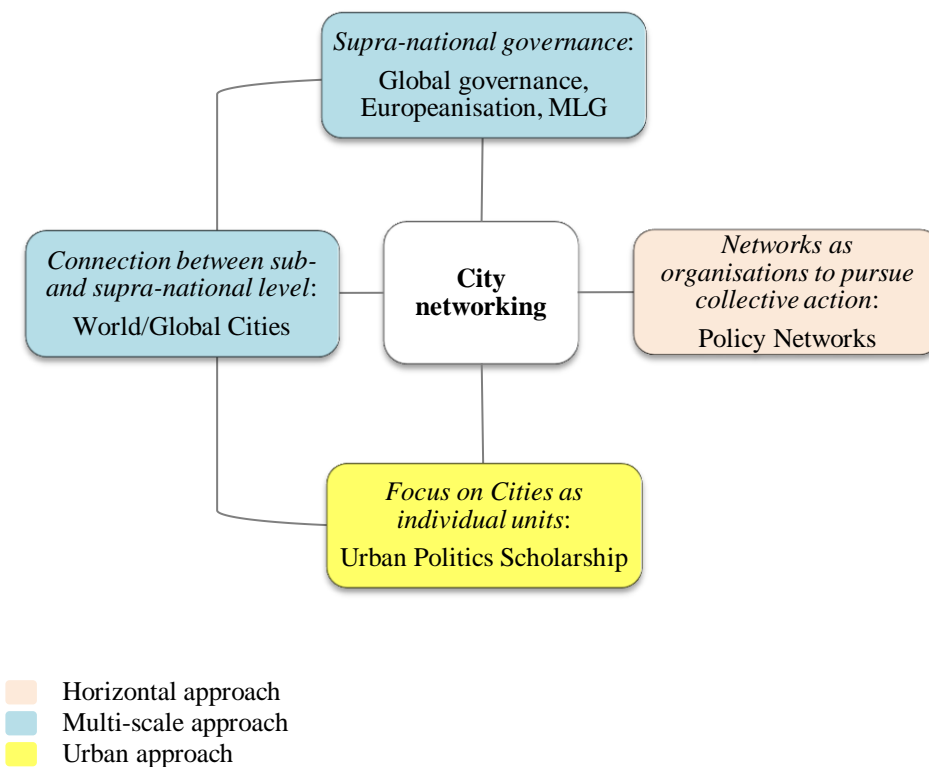 Supra-national governance:
Global governance,
Europeanisation, MLG
Connection between sub-
and supra-national level:
World/Global Cities
City
networking
Networks as
organisations to pursue
collective action:
Policy Networks
Focus on Cities as
individual units:
Urban Politics Scholarship
Horizontal approach
Multi-scale approach
Urban approach